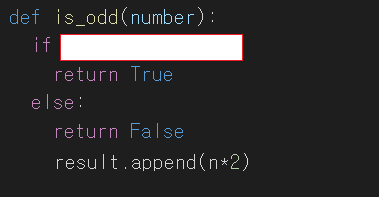 def is_odd(number):
  if
    return True
  else:
    return False
    result.append(n*2)